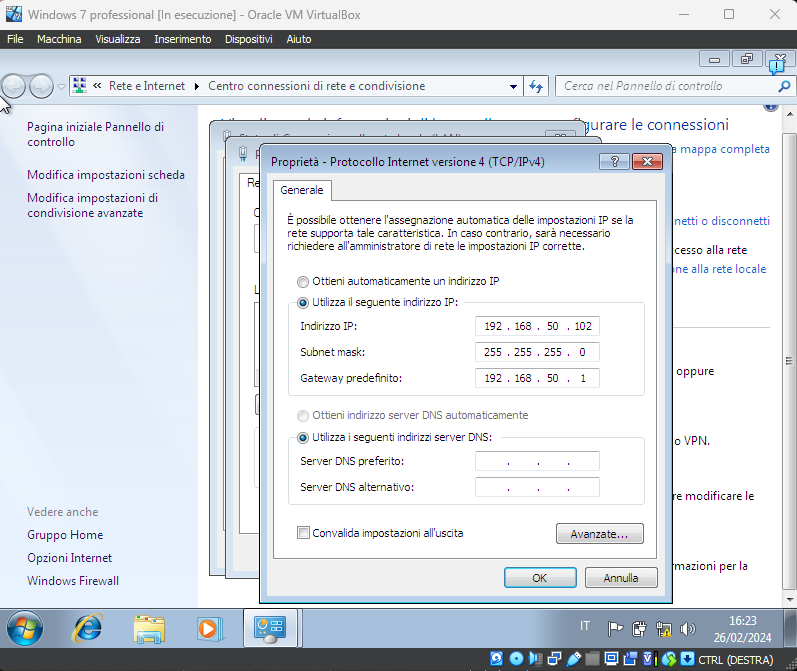 Windows 7 professional [In esecuzione] - Oracle VM VirtualBox
File Macchina Visualizza Inserimento Dispositivi Aiuto
« Rete e Internet Centro connessioni di rete e condivisione
Cerca nel Pannello di controllo
Pagina iniziale Pannello di
controllo
Modifica impostazioni scheda
Modifica impostazioni di
condivisione avanzate
Vedere anche
Gruppo Home
Opzioni Internet
Windows Firewall
gurare le connessioni
a mappa completa
netti o disconnetti
cesso alla rete
one alla rete locale
oppure
o VPN.
re modificare le
rmazioni per la
Proprietà - Protocollo Internet versione 4 (TCP/IPv4)
Generale
È possibile ottenere l'assegnazione automatica delle impostazioni IP se la
rete supporta tale caratteristica. In caso contrario, sarà necessario
richiedere all'amministratore di rete le impostazioni IP corrette.
Ottieni automaticamente un indirizzo IP
Utilizza il seguente indirizzo IP:
Indirizzo IP: 192 . 168 . 50 . 102
Subnet mask: 255 . 255 . 255 . 0
Gateway predefinito: 192 . 168 . 50 . 1
Ottieni indirizzo server DNS automaticamente
Utilizza i seguenti indirizzi server DNS:
Server DNS preferito: . . .
Server DNS alternativo: . . .
Convalida impostazioni all'uscita
Avanzate...
OK Annulla
IT
16:23
26/02/2024
CTRL (DESTRA)